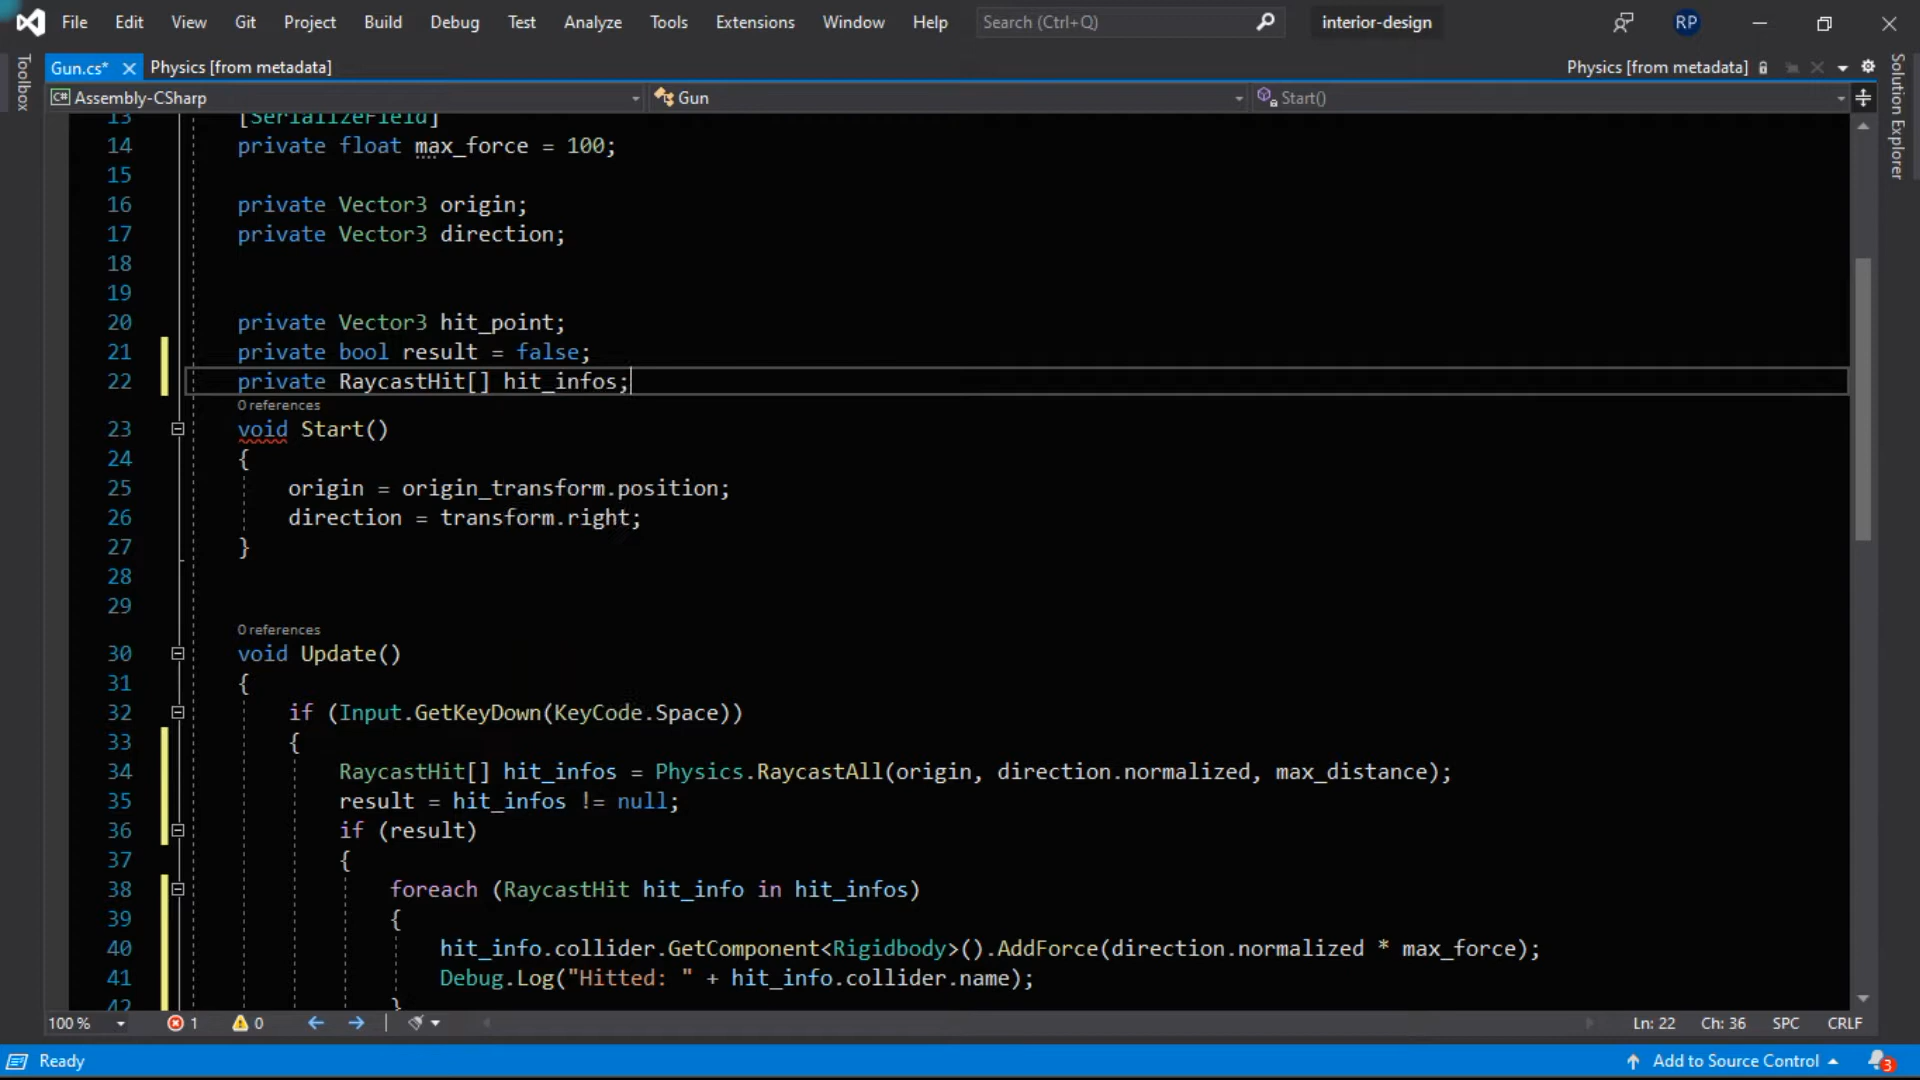 File Edit View Git Project Build Debug Test Analyze Tools Extensions Window Help Search (Ctrl+Q) interior-design RP
Toolbox
Gun.cs* Physics [from metadata] Physics [from metadata]
Solution Explorer
C# Assembly-CSharp Gun Start()
13 [SerializeField]
14 private float max_force = 100;
15
16 private Vector3 origin;
17 private Vector3 direction;
18
19
20 private Vector3 hit_point;
21 private bool result = false;
22 private RaycastHit[] hit_infos;
0 references
23 void Start()
24 {
25 origin = origin_transform.position;
26 direction = transform.right;
27 }
28
29
0 references
30 void Update()
31 {
32 if (Input.GetKeyDown(KeyCode.Space))
33 {
34 RaycastHit[] hit_infos = Physics.RaycastAll(origin, direction.normalized, max_distance);
35 result = hit_infos != null;
36 if (result)
37 {
38 foreach (RaycastHit hit_info in hit_infos)
39 {
40 hit_info.collider.GetComponent<Rigidbody>().AddForce(direction.normalized * max_force);
41 Debug.Log("Hitted: " + hit_info.collider.name);
42 }
100 % 1 0 Ln: 22 Ch: 36 SPC CRLF
Ready Add to Source Control 3